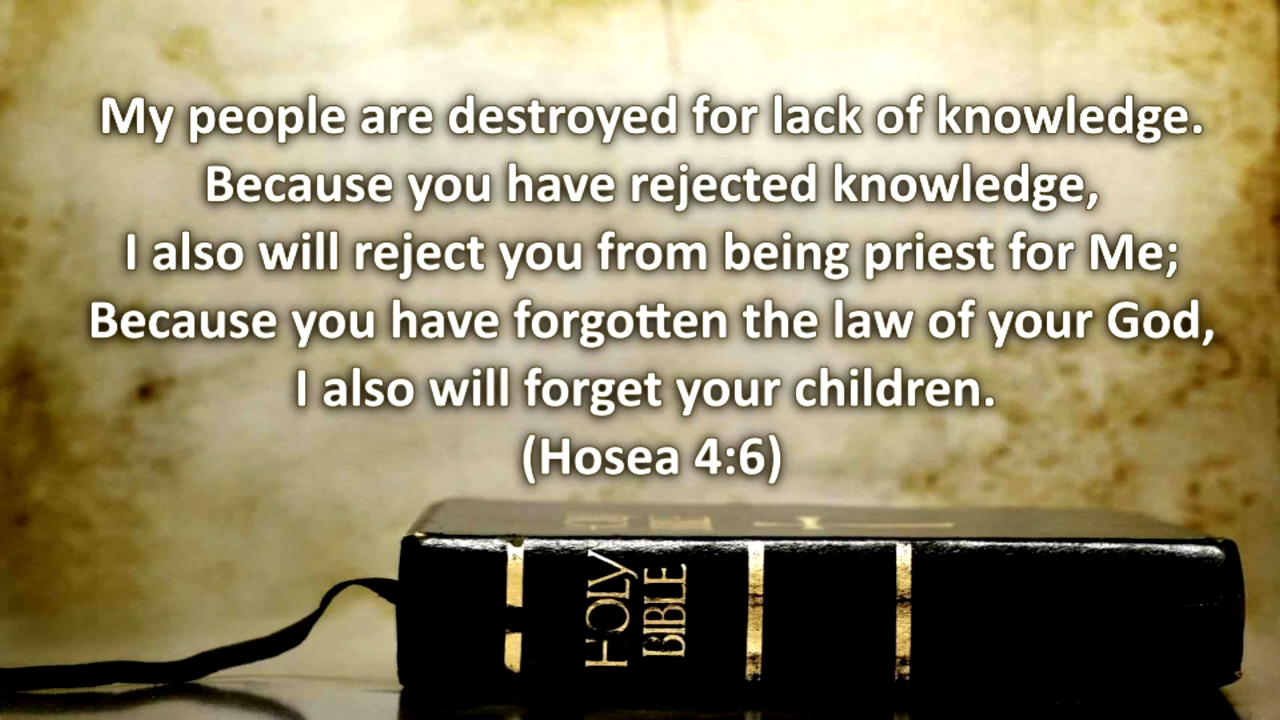 My people are destroyed for lack of knowledge.
Because you have rejected knowledge,
I also will reject you from being priest for Me;
Because you have forgotten the law of your God,
I also will forget your children.
(Hosea 4:6)
HOLY
BIBLE